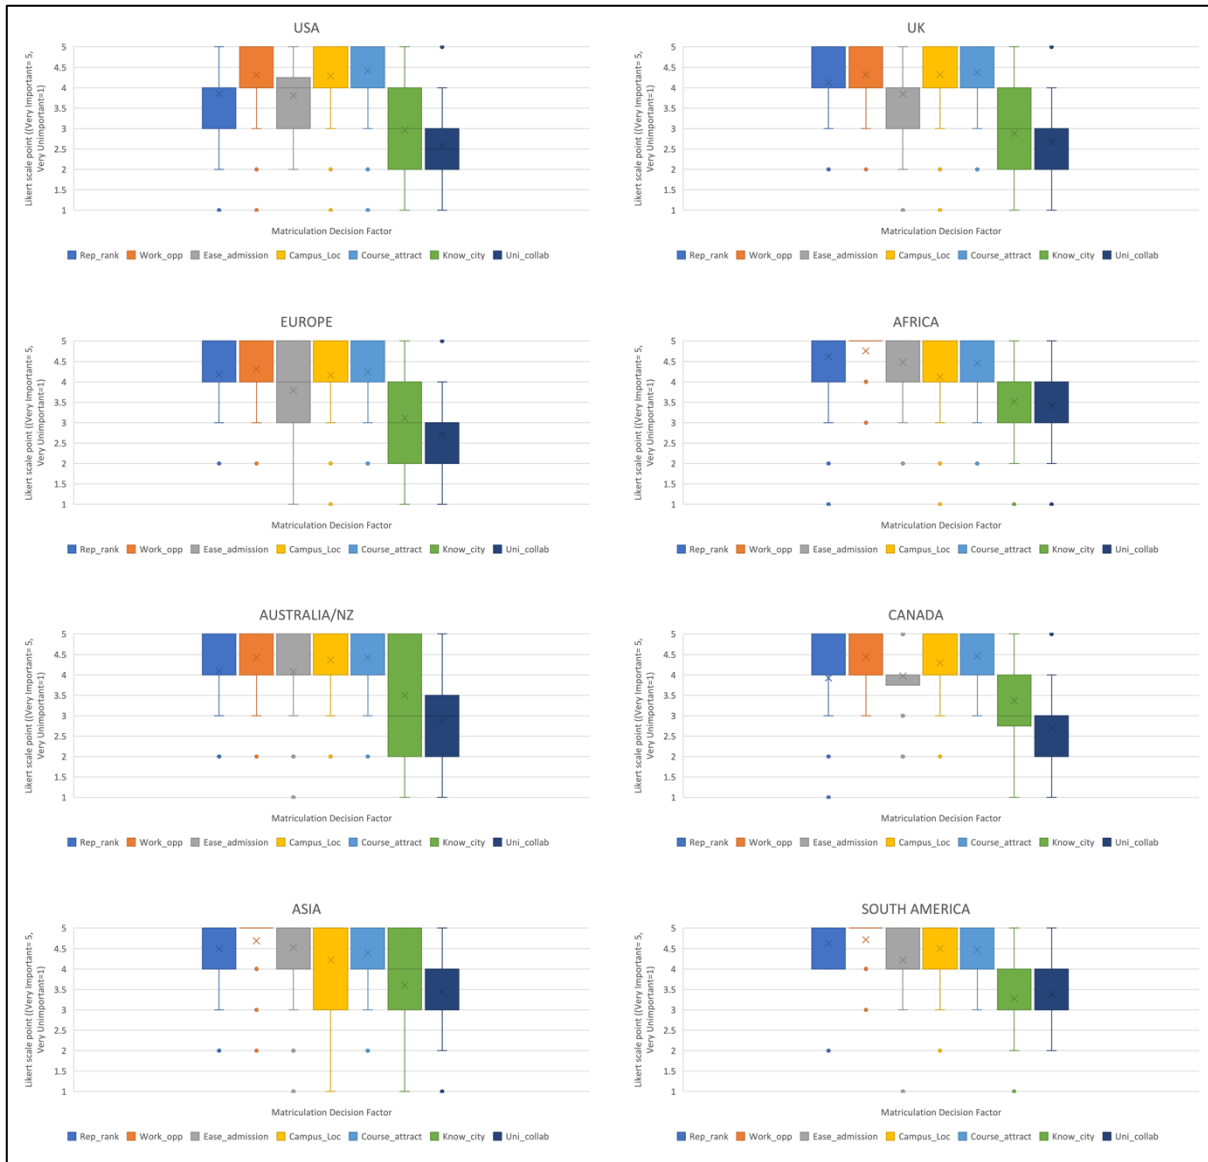 USA
Likert scale point ((Very Important= 5,
Very Unimportant=1)
5
4.5
4
3.5
3
2.5
2
1.5
1
Matriculation Decision Factor
Rep_rank Work_opp Ease_admission Campus_Loc Course_attract Know_city Uni_collab
UK
Likert scale point ((Very Important= 5,
Very Unimportant=1)
5
4.5
4
3.5
3
2.5
2
1.5
1
Matriculation Decision Factor
Rep_rank Work_opp Ease_admission Campus_Loc Course_attract Know_city Uni_collab
EUROPE
Likert scale point ((Very Important= 5,
Very Unimportant=1)
5
4.5
4
3.5
3
2.5
2
1.5
1
Matriculation Decision Factor
Rep_rank Work_opp Ease_admission Campus_Loc Course_attract Know_city Uni_collab
AFRICA
Likert scale point ((Very Important= 5,
Very Unimportant=1)
5
4.5
4
3.5
3
2.5
2
1.5
1
Matriculation Decision Factor
Rep_rank Work_opp Ease_admission Campus_Loc Course_attract Know_city Uni_collab
AUSTRALIA/NZ
Likert scale point ((Very Important= 5,
Very Unimportant=1)
5
4.5
4
3.5
3
2.5
2
1.5
1
Matriculation Decision Factor
Rep_rank Work_opp Ease_admission Campus_Loc Course_attract Know_city Uni_collab
CANADA
Likert scale point ((Very Important= 5,
Very Unimportant=1)
5
4.5
4
3.5
3
2.5
2
1.5
1
Matriculation Decision Factor
Rep_rank Work_opp Ease_admission Campus_Loc Course_attract Know_city Uni_collab
ASIA
Likert scale point ((Very Important= 5,
Very Unimportant=1)
5
4.5
4
3.5
3
2.5
2
1.5
1
Matriculation Decision Factor
Rep_rank Work_opp Ease_admission Campus_Loc Course_attract Know_city Uni_collab
SOUTH AMERICA
Likert scale point ((Very Important= 5,
Very Unimportant=1)
5
4.5
4
3.5
3
2.5
2
1.5
1
Matriculation Decision Factor
Rep_rank Work_opp Ease_admission Campus_Loc Course_attract Know_city Uni_collab